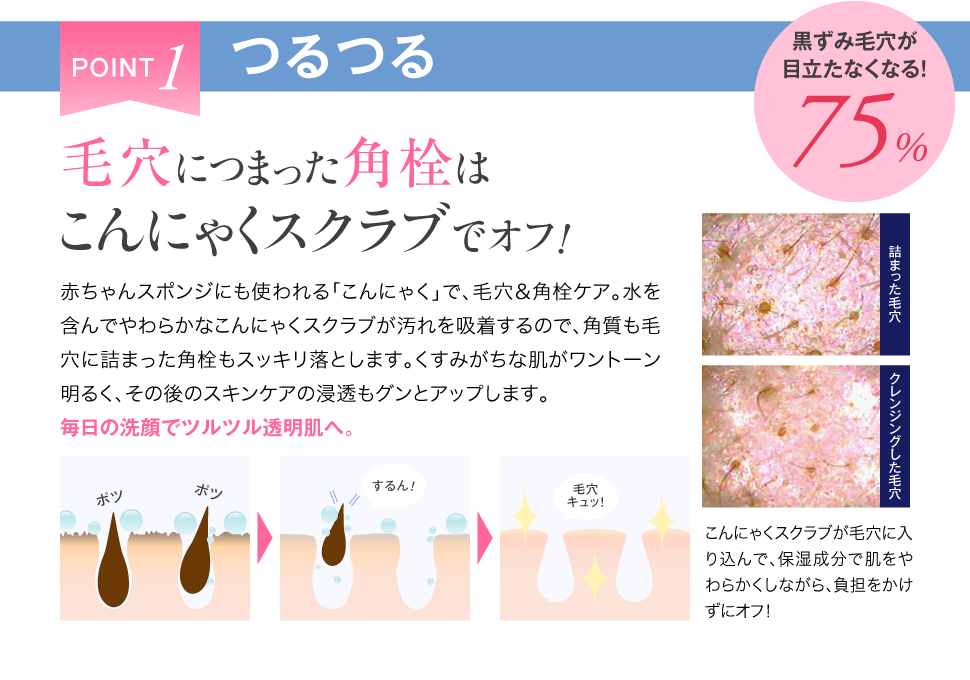 POINT 1
つるつる
黒ずみ毛穴が
目立たなくなる!
75%
毛穴につまった角栓は
こんにゃくスクラブでオフ!
赤ちゃんスポンジにも使われる「こんにゃく」で、毛穴&角栓ケア。水を
含んでやわらかなこんにゃくスクラブが汚れを吸着するので、角質も毛
穴に詰まった角栓もスッキリ落とします。くすみがちな肌がワントーン
明るく、その後のスキンケアの浸透もグンとアップします。
毎日の洗顔でツルツル透明肌へ。
ポツ
ポツ
するん!
毛穴
キュッ!
詰まった毛穴
クレンジングした毛穴
こんにゃくスクラブが毛穴に入
り込んで、保湿成分で肌をや
わらかくしながら、負担をかけ
ずにオフ!